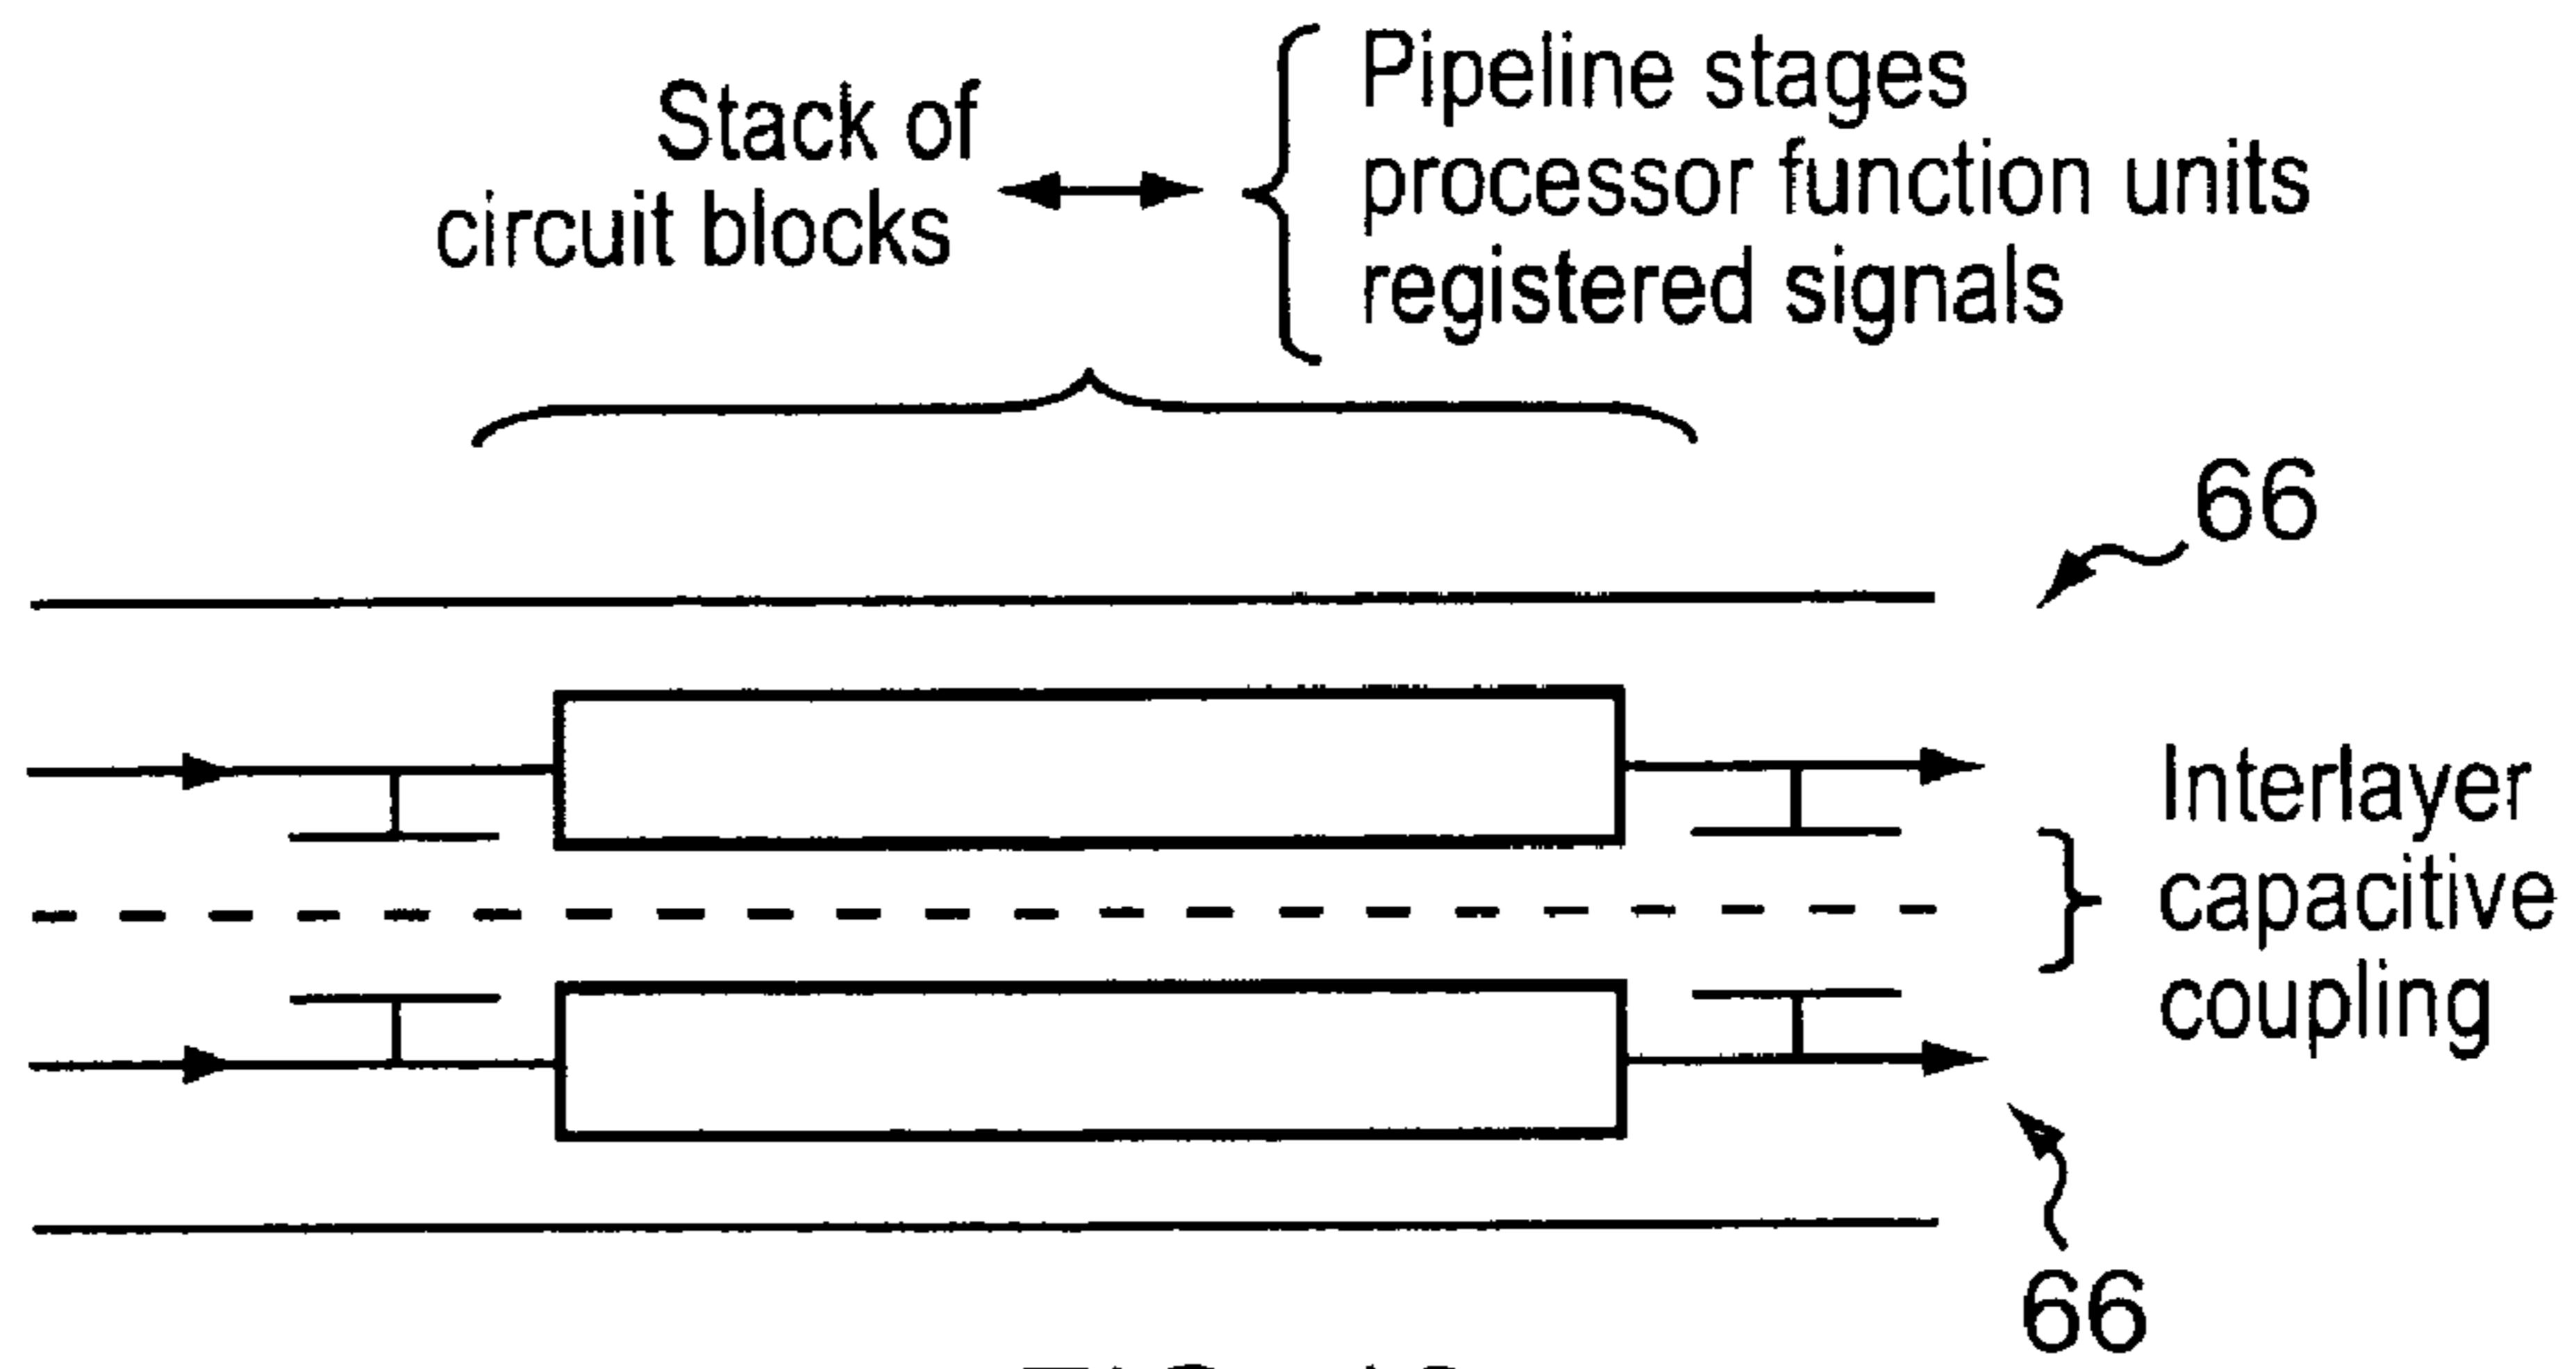 Stack of
circuit blocks
Pipeline stages
processor function units
registered signals
66
Interlayer
capacitive
coupling
66